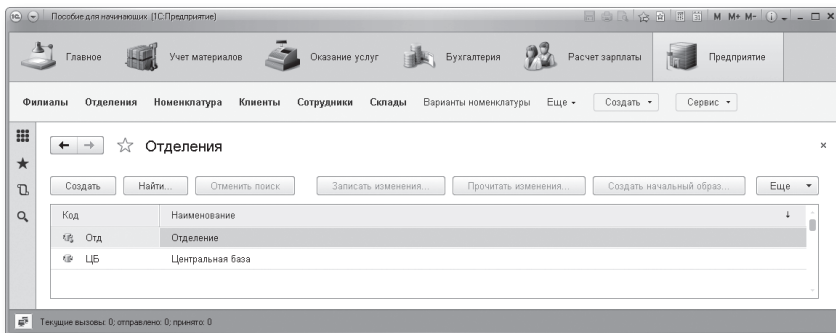 Пособие для начинающих (1С:Предприятие) M M+ M-
Главное Учет материалов Оказание услуг Бухгалтерия Расчет зарплаты Предприятие
Филиалы Отделения Номенклатура Клиенты Сотрудники Склады Варианты номенклатуры Еще Создать Сервис
Отделения
Создать Найти... Отменить поиск Записать изменения... Прочитать изменения... Создать начальный образ... Еще
Код Наименование
Отд Отделение
ЦБ Центральная база
Текущие вызовы: 0; отправлено: 0; принято: 0